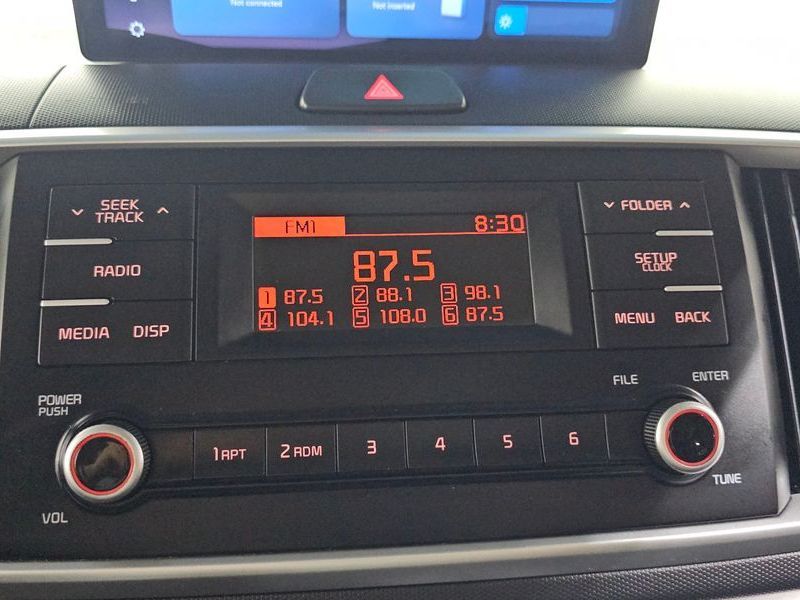 Not connected
Not inserted
SEEK
TRACK
FOLDER
FM1 8:30
87.5
1 87.5 2 88.1 3 98.1
4 104.1 5 108.0 6 87.5
RADIO
SETUP
CLOCK
MEDIA DISP
MENU BACK
POWER
PUSH
FILE ENTER
1 RPT 2 RDM 3 4 5 6
VOL
TUNE